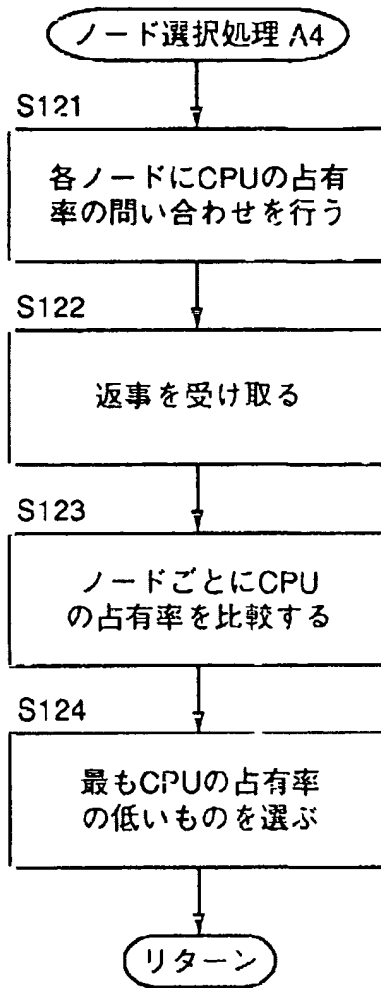 ノード選択処理 A4
S121
各ノードにCPUの占有
率の問い合わせを行う
S122
返事を受け取る
S123
ノードごとにCPU
の占有率を比較する
S124
最もCPUの占有率
の低いものを選ぶ
リターン